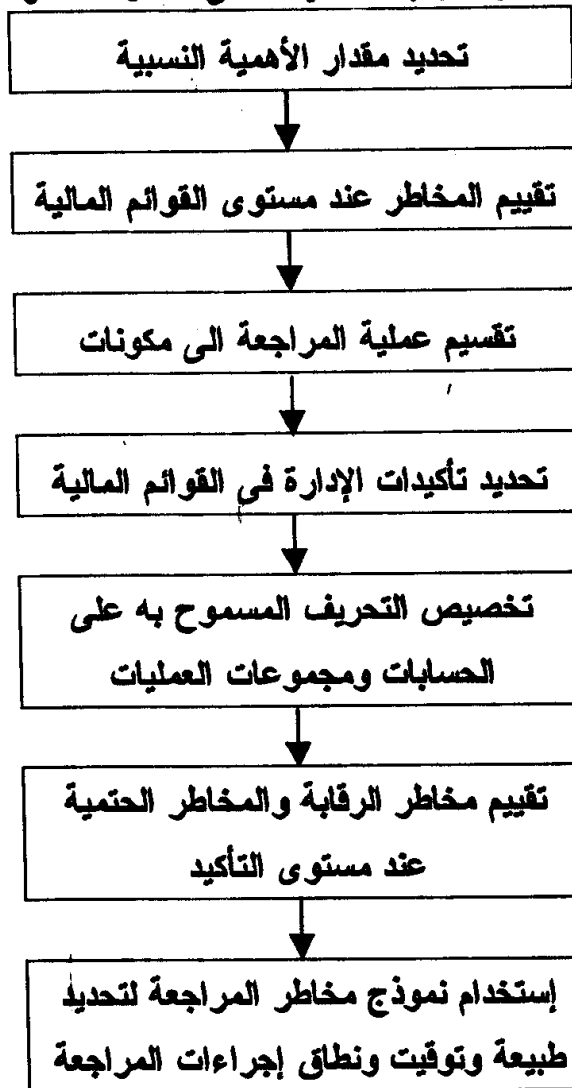 تحديد مقدار الأهمية النسبية
تقييم المخاطر عند مستوى القوائم المالية
تقسيم عملية المراجعة الى مكونات
تحديد تأكيدات الإدارة في القوائم المالية
تخصيص التحريف المسموح به على
الحسابات ومجموعات العمليات
تقييم مخاطر الرقابة والمخاطر الحتمية
عند مستوى التأكيد
إستخدام نموذج مخاطر المراجعة لتحديد
طبيعة وتوقيت ونطاق إجراءات المراجعة